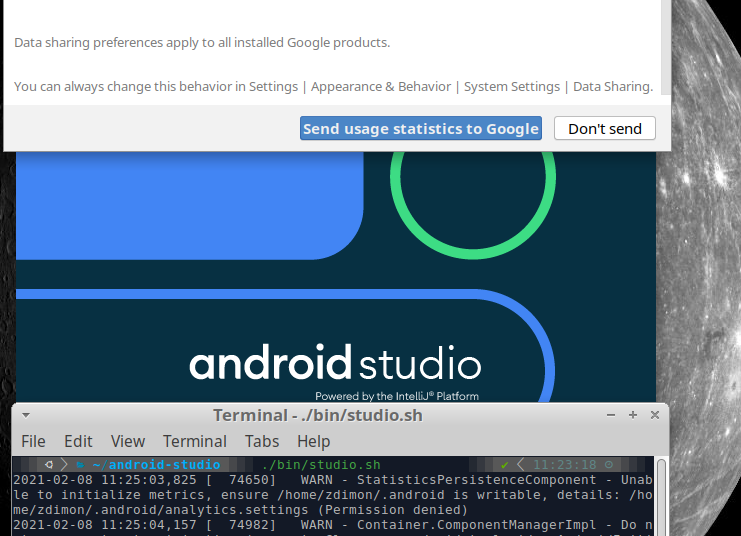 Data sharing preferences apply to all installed Google products.
You can always change this behavior in Settings | Appearance & Behavior | System Settings | Data Sharing.
Send usage statistics to Google Don't send
android studio
Powered by the IntelliJ® Platform
Terminal - ./bin/studio.sh
File Edit View Terminal Tabs Help
~/android-studio ./bin/studio.sh 11:23:18
2021-02-08 11:25:03,825 [ 74650] WARN - StatisticsPersistenceComponent - Unab
le to initialize metrics, ensure /home/zdimon/.android is writable, details: /ho
me/zdimon/.android/analytics.settings (Permission denied)
2021-02-08 11:25:04,157 [ 74982] WARN - Container.ComponentManagerImpl - Do n